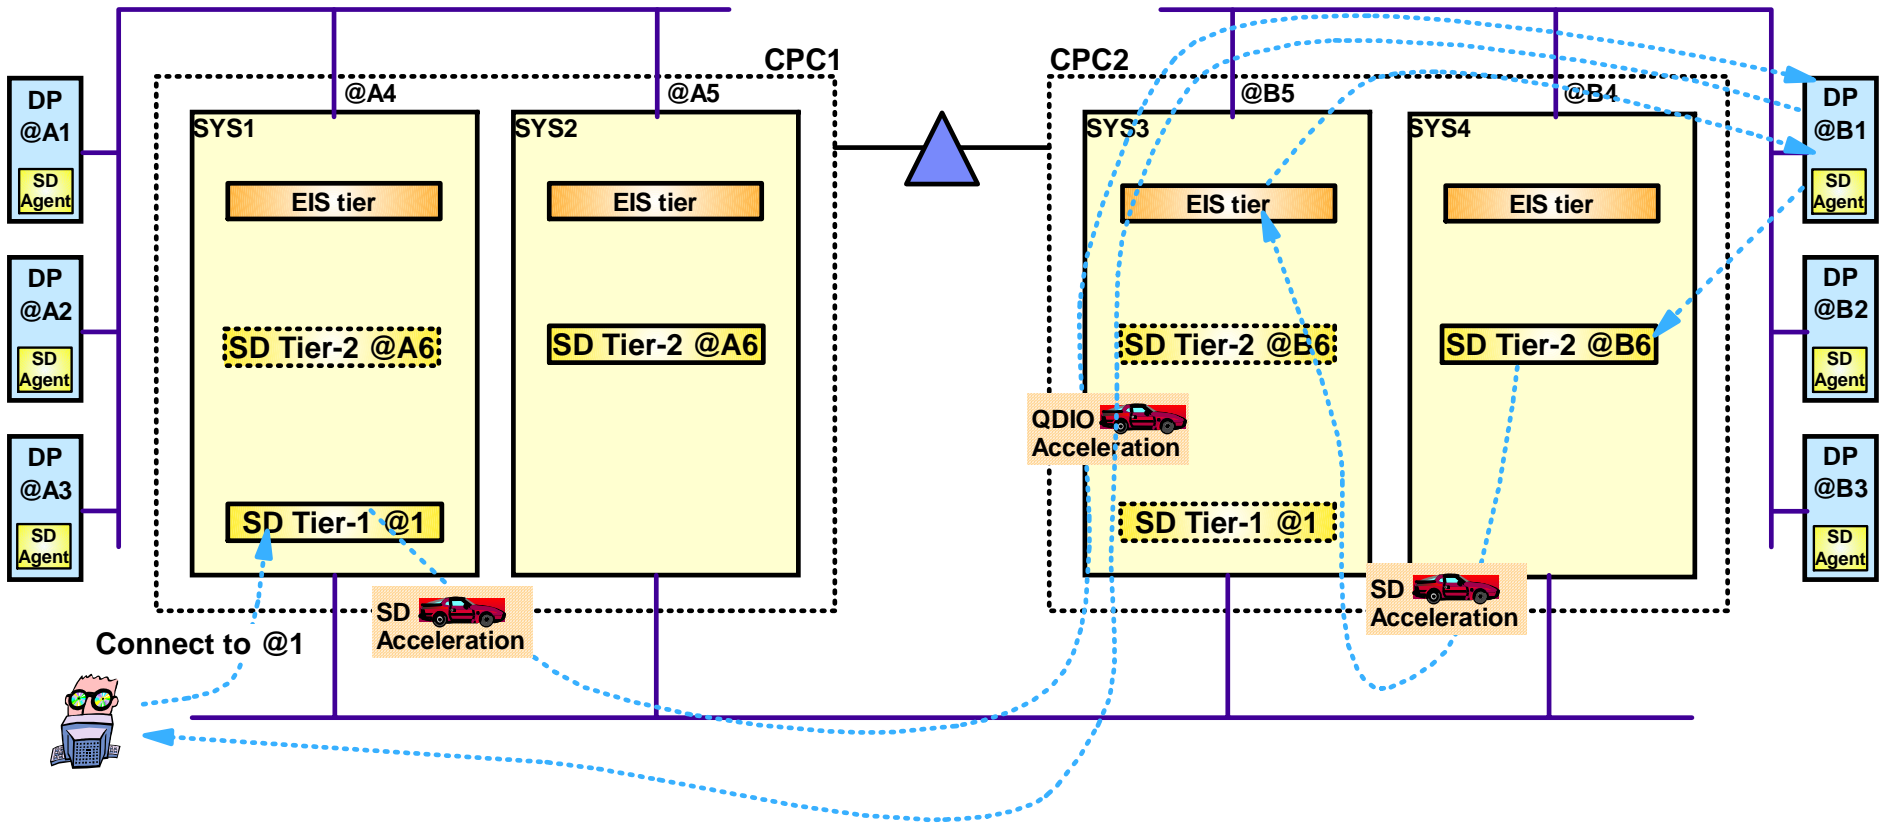 CPC1
CPC2
@A4
@A5
@B5
@B4
DP
@A1
SD
Agent
DP
@A2
SD
Agent
DP
@A3
SD
Agent
SYS1
EIS tier
SD Tier-2 @A6
SD Tier-1 @1
SYS2
EIS tier
SD Tier-2 @A6
SYS3
EIS tier
SD Tier-2 @B6
QDIO
Acceleration
SD Tier-1 @1
SYS4
EIS tier
SD Tier-2 @B6
DP
@B1
SD
Agent
DP
@B2
SD
Agent
DP
@B3
SD
Agent
SD
Acceleration
SD
Acceleration
Connect to @1